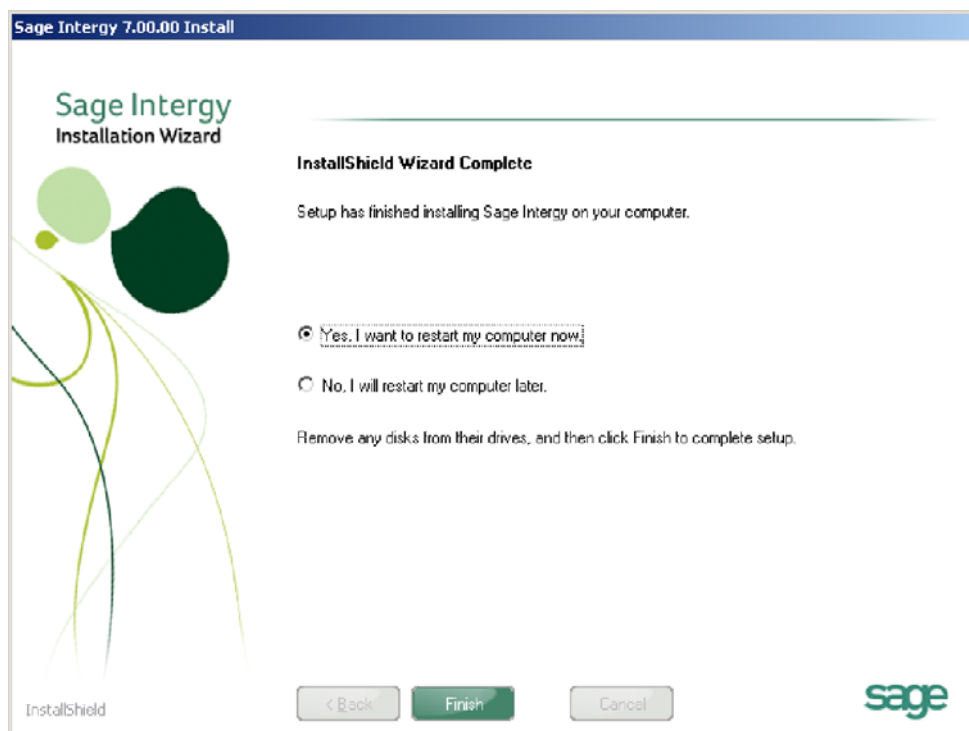 Sage Intergy 7.00.00 Install
Sage Intergy
Installation Wizard
InstallShield Wizard Complete
Setup has finished installing Sage Intergy on your computer.
Yes, I want to restart my computer now.
No, I will restart my computer later.
Remove any disks from their drives, and then click Finish to complete setup.
InstallShield
< Back
Finish
Cancel
sage